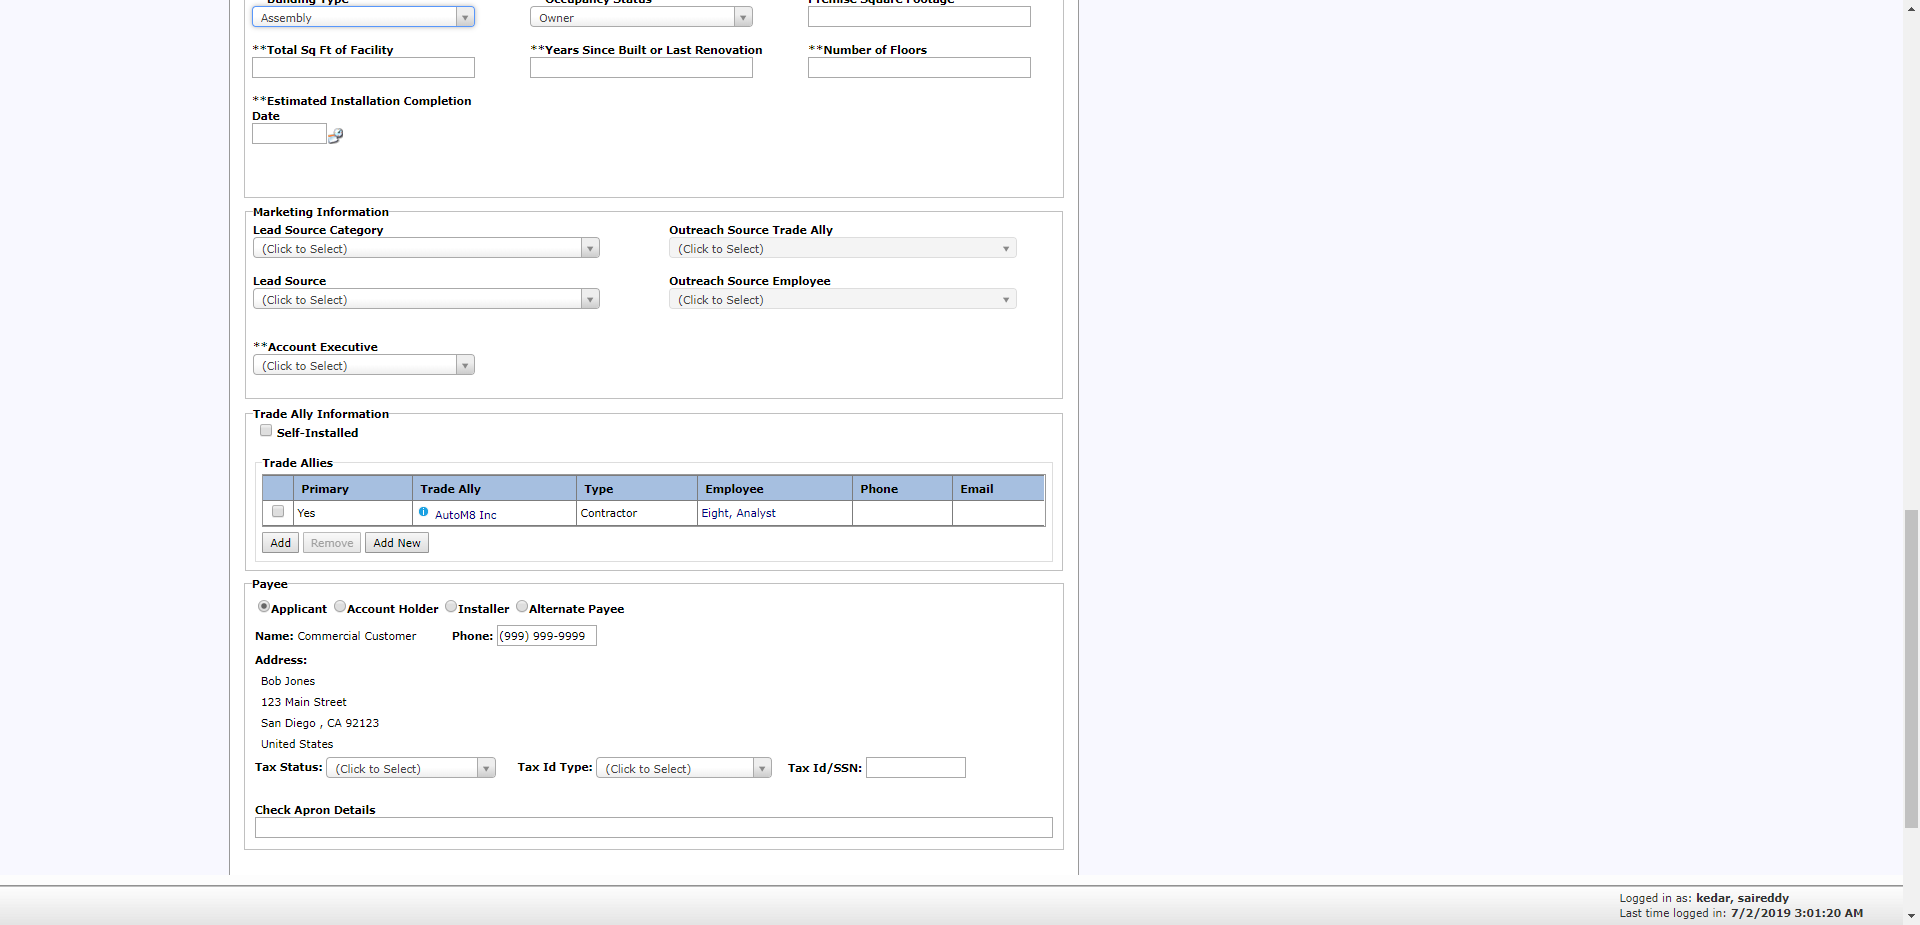 Building Type Occupancy Status Premise Square Footage
Assembly Owner
**Total Sq Ft of Facility **Years Since Built or Last Renovation **Number of Floors
**Estimated Installation Completion
Date
Marketing Information
Lead Source Category Outreach Source Trade Ally
(Click to Select) (Click to Select)
Lead Source Outreach Source Employee
(Click to Select) (Click to Select)
**Account Executive
(Click to Select)
Trade Ally Information
Self-Installed
Trade Allies
Primary Trade Ally Type Employee Phone Email
Yes AutoM8 Inc Contractor Eight, Analyst
Add Remove Add New
Payee
Applicant Account Holder Installer Alternate Payee
Name: Commercial Customer Phone: (999) 999-9999
Address:
Bob Jones
123 Main Street
San Diego , CA 92123
United States
Tax Status: (Click to Select) Tax Id Type: (Click to Select) Tax Id/SSN:
Check Apron Details
Logged in as: kedar, saireddy
Last time logged in: 7/2/2019 3:01:20 AM